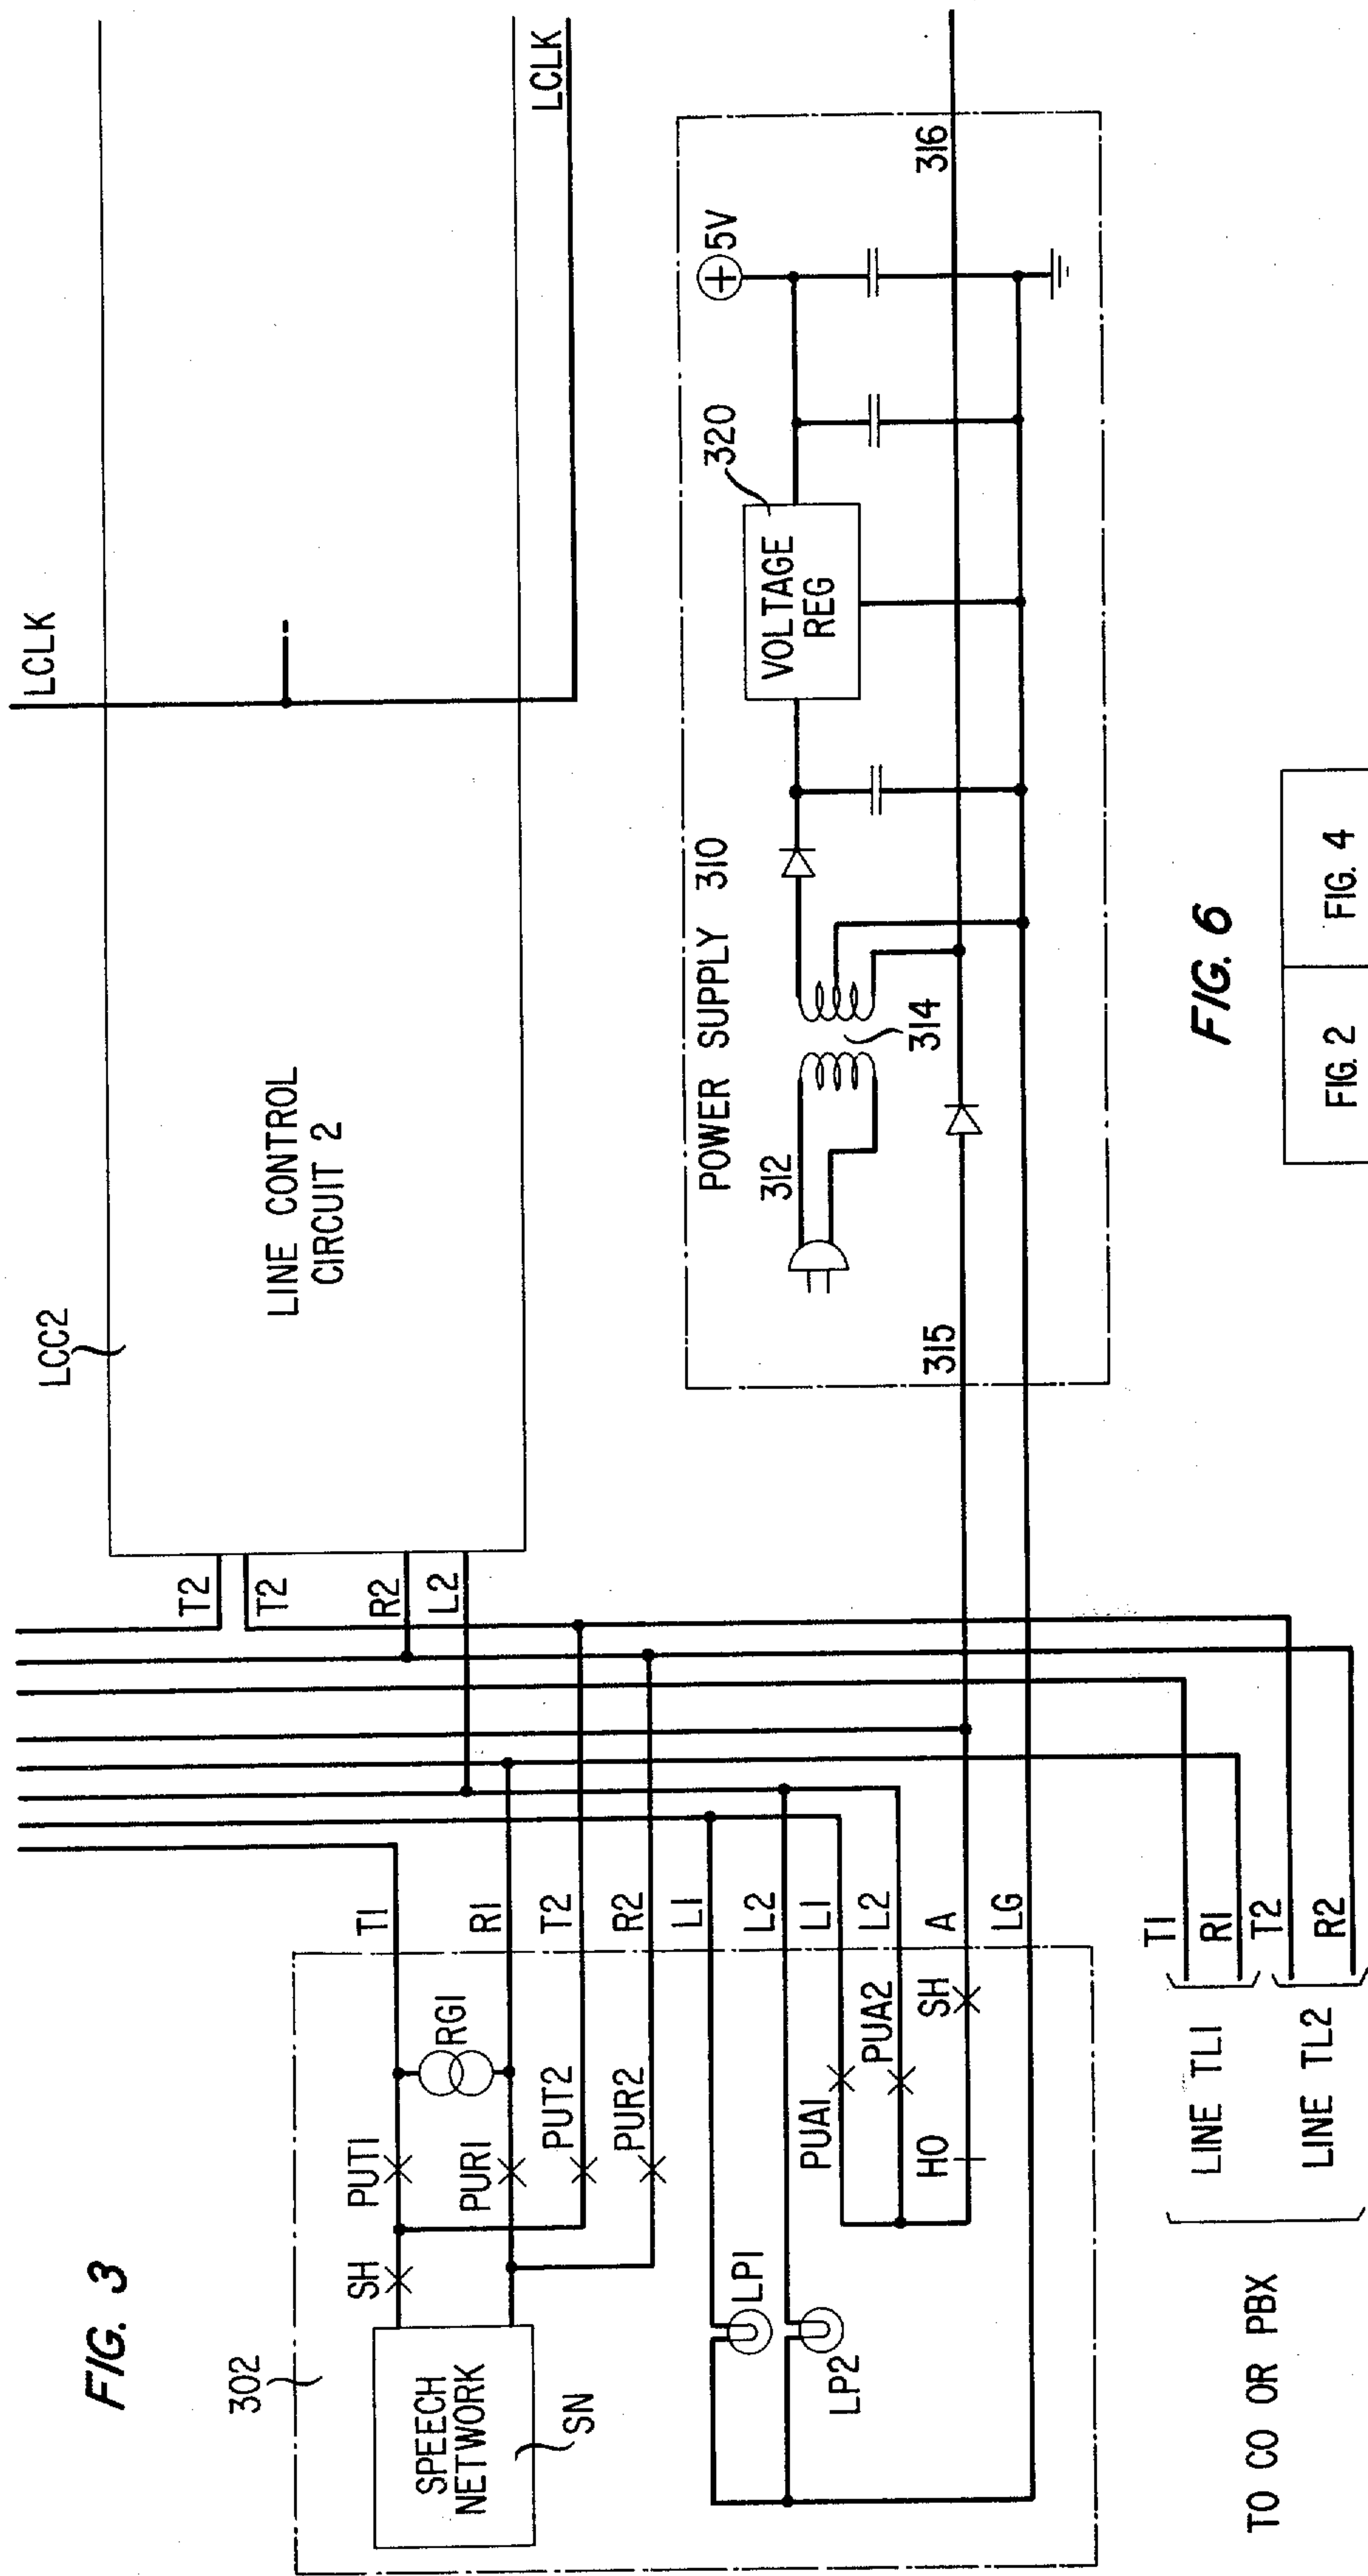 FIG. 3
302
SPEECH
NETWORK
SN
SH
PUT1
PUR1
RG1
PUT2
PUR2
LP1
LP2
PUA1
PUA2
HO
SH
T1
R1
T2
R2
L1
L2
L1
L2
A
LG
TO CO OR PBX
LINE TL1
LINE TL2
T1
R1
T2
R2
T2
T2
R2
L2
LCC2
LINE CONTROL
CIRCUIT 2
LCLK
LCLK
POWER SUPPLY 310
312
314
315
316
VOLTAGE
REG
320
+
5V
FIG. 6
FIG. 2
FIG. 4